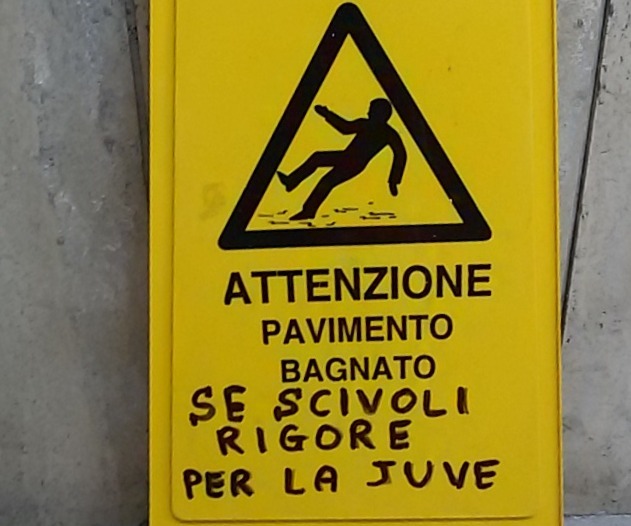 ATTENZIONE
PAVIMENTO
BAGNATO
SE SCIVOLI
RIGORE
PER LA JUVE